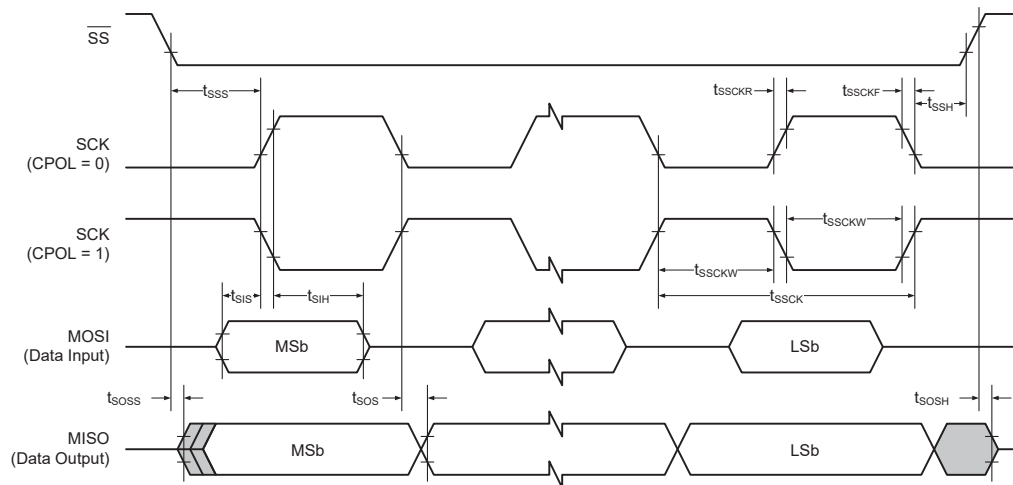 SS
tSSS
tSSCKR
tSSCKF
tSSH
SCK
(CPOL = 0)
SCK
(CPOL = 1)
tSSCKW
tSSCKW
tSSCK
tSIS
tSIH
MOSI
(Data Input)
MSb
LSb
tSOSS
tSOS
tSOSH
MISO
(Data Output)
MSb
LSb